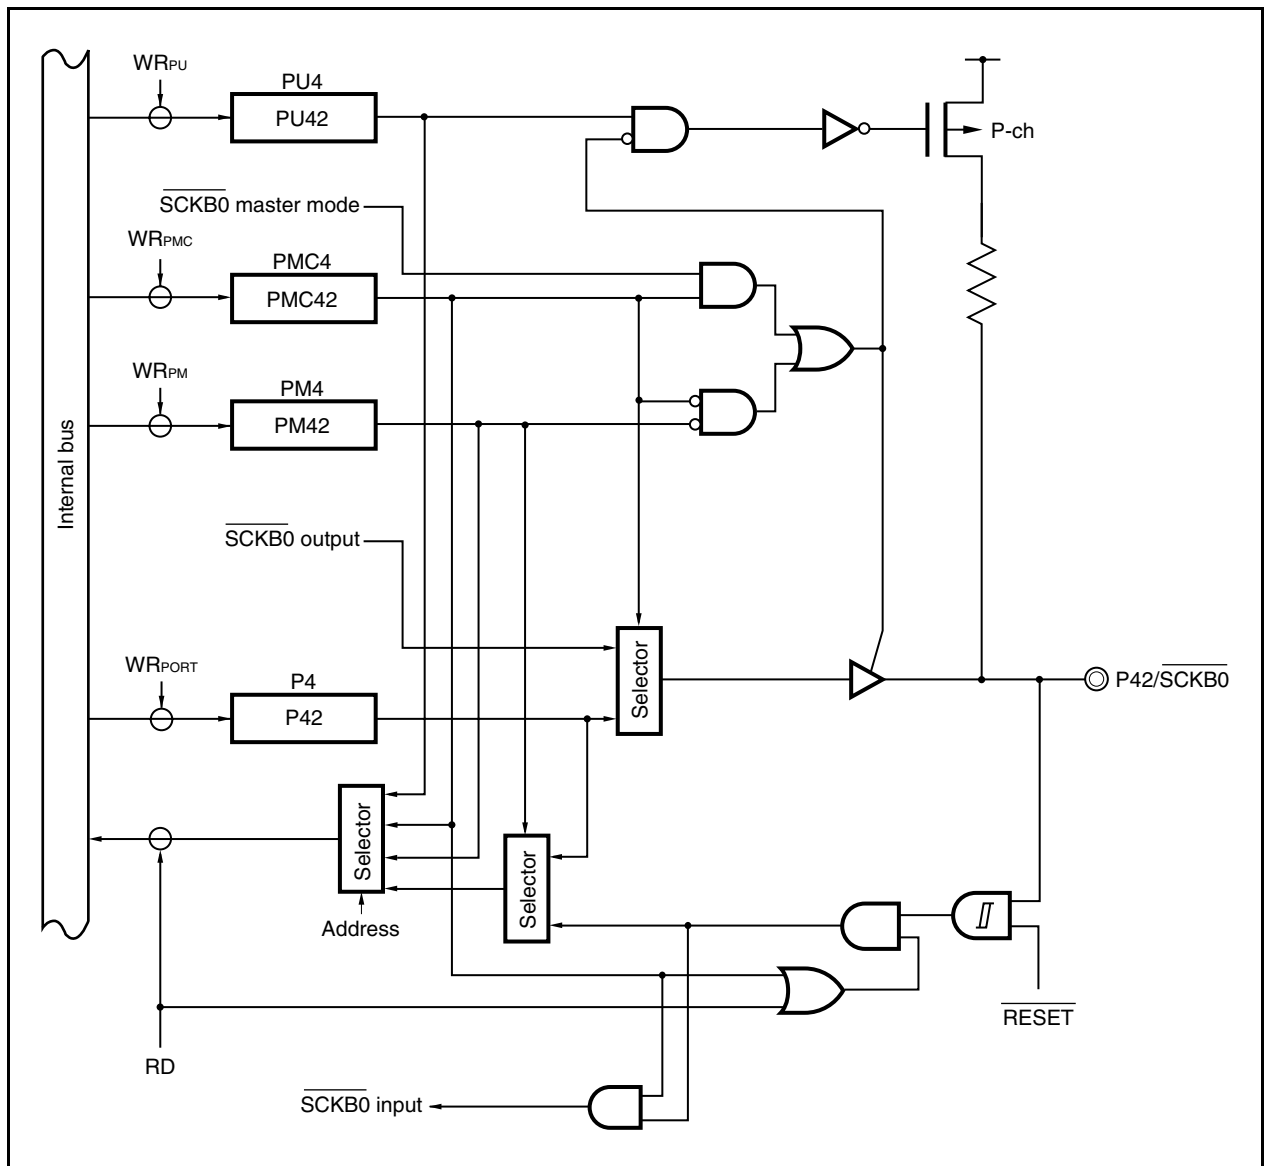 WRPU
PU4
PU42
P-ch
SCKB0 master mode
WRPMC
PMC4
PMC42
WRPM
PM4
PM42
Internal bus
SCKB0 output
Selector
WRPORT
P4
P42
P42/SCKB0
Selector
Selector
Address
RESET
RD
SCKB0 input